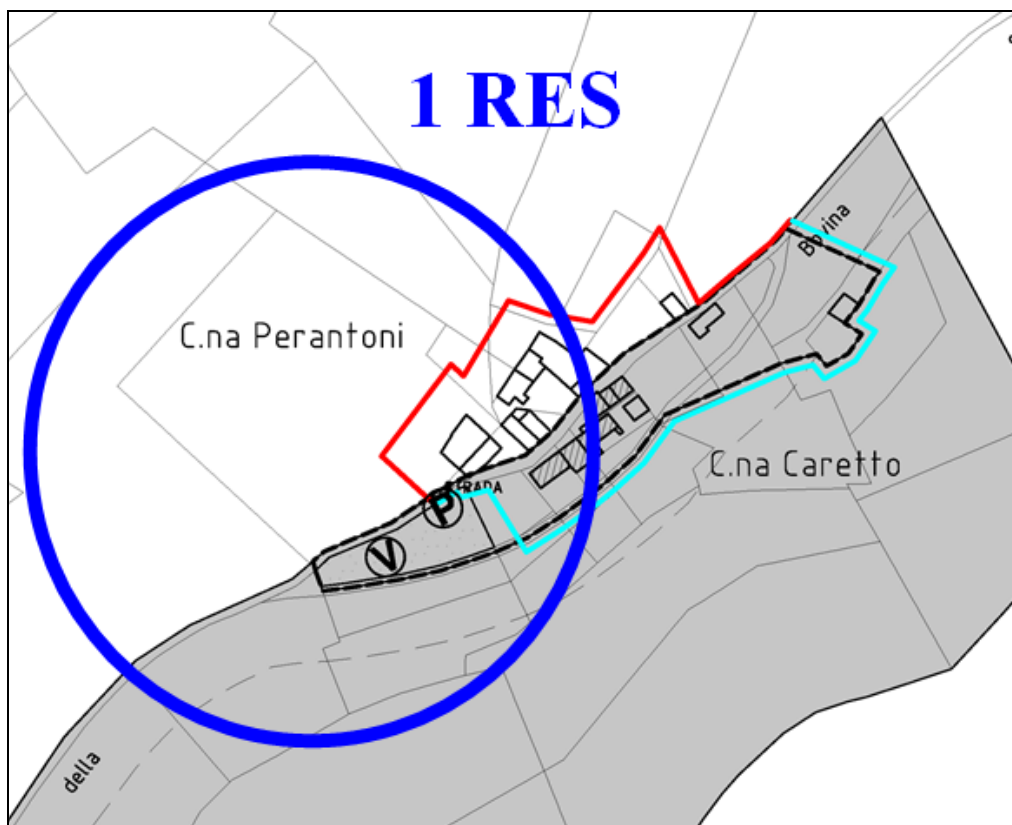 1 RES
Bovina
C.na Perantoni
C.na Caretto
STRADA
P
V
della